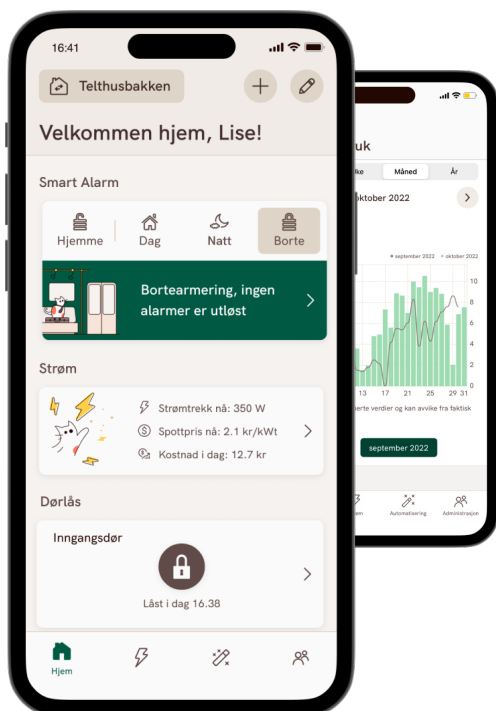 16:41
Telthusbakken
Velkommen hjem, Lise!
Smart Alarm
Hjemme
Dag
Natt
Borte
Bortearmering, ingen
alarmer er utløst
Strøm
Strømtrekk nå: 350 W
Spottpris nå: 2.1 kr/kWt
Kostnad i dag: 12.7 kr
Dørlås
Inngangsdør
Låst i dag 16.38
Hjem
uk
ke
Måned
År
oktober 2022
september 2022
oktober 2022
10
8
6
4
2
0
13
17
21
25
29
31
erte verdier og kan avvike fra faktisk
september 2022
Automatisering
Administrasjon